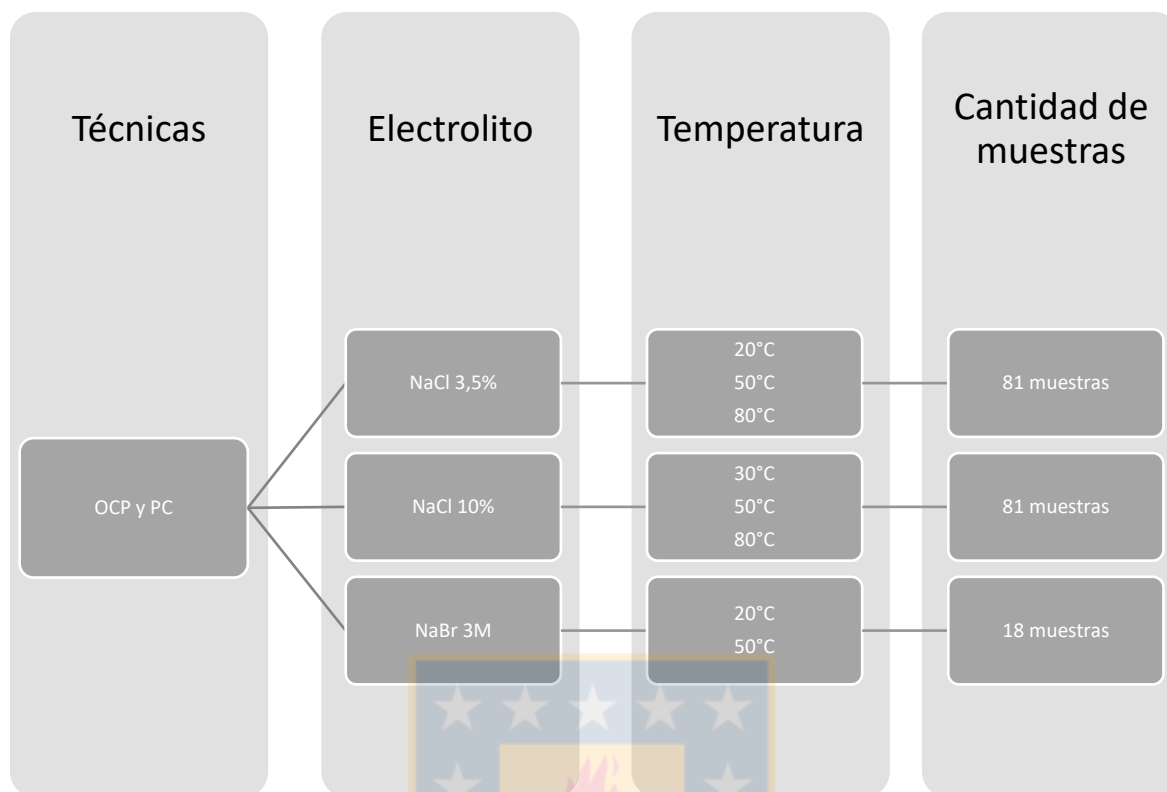 Técnicas
Electrolito
Temperatura
Cantidad de
muestras
OCP y PC
NaCl 3,5%
20°C
50°C
80°C
81 muestras
NaCl 10%
30°C
50°C
80°C
81 muestras
NaBr 3M
20°C
50°C
18 muestras